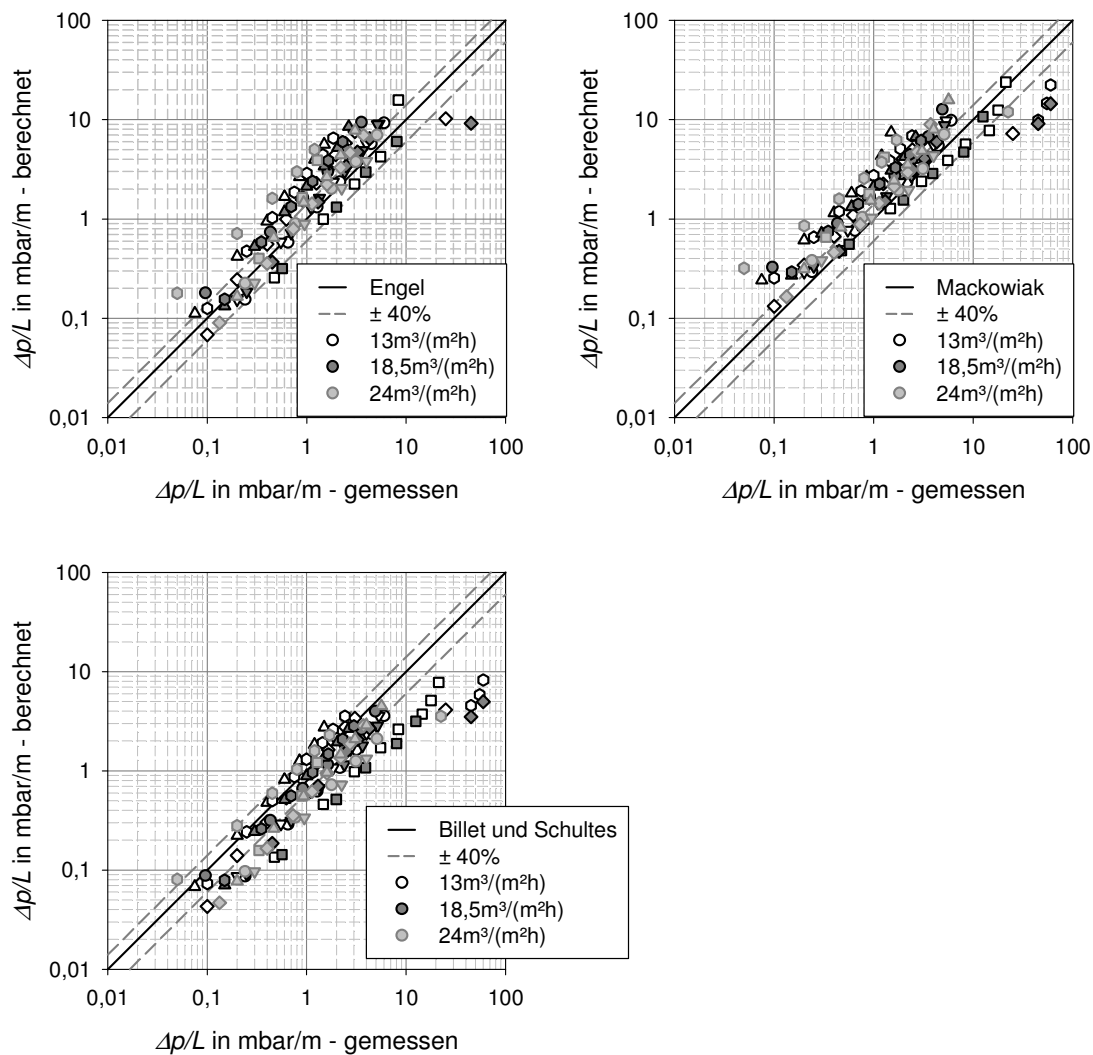 100
10
1
0,1
0,01
0,01 0,1 1 10 100
Δp/L in mbar/m - berechnet
Δp/L in mbar/m - gemessen
Engel
± 40%
13m³/(m²h)
18,5m³/(m²h)
24m³/(m²h)
100
10
1
0,1
0,01
0,01 0,1 1 10 100
Δp/L in mbar/m - berechnet
Δp/L in mbar/m - gemessen
Mackowiak
± 40%
13m³/(m²h)
18,5m³/(m²h)
24m³/(m²h)
100
10
1
0,1
0,01
0,01 0,1 1 10 100
Δp/L in mbar/m - berechnet
Δp/L in mbar/m - gemessen
Billet und Schultes
± 40%
13m³/(m²h)
18,5m³/(m²h)
24m³/(m²h)